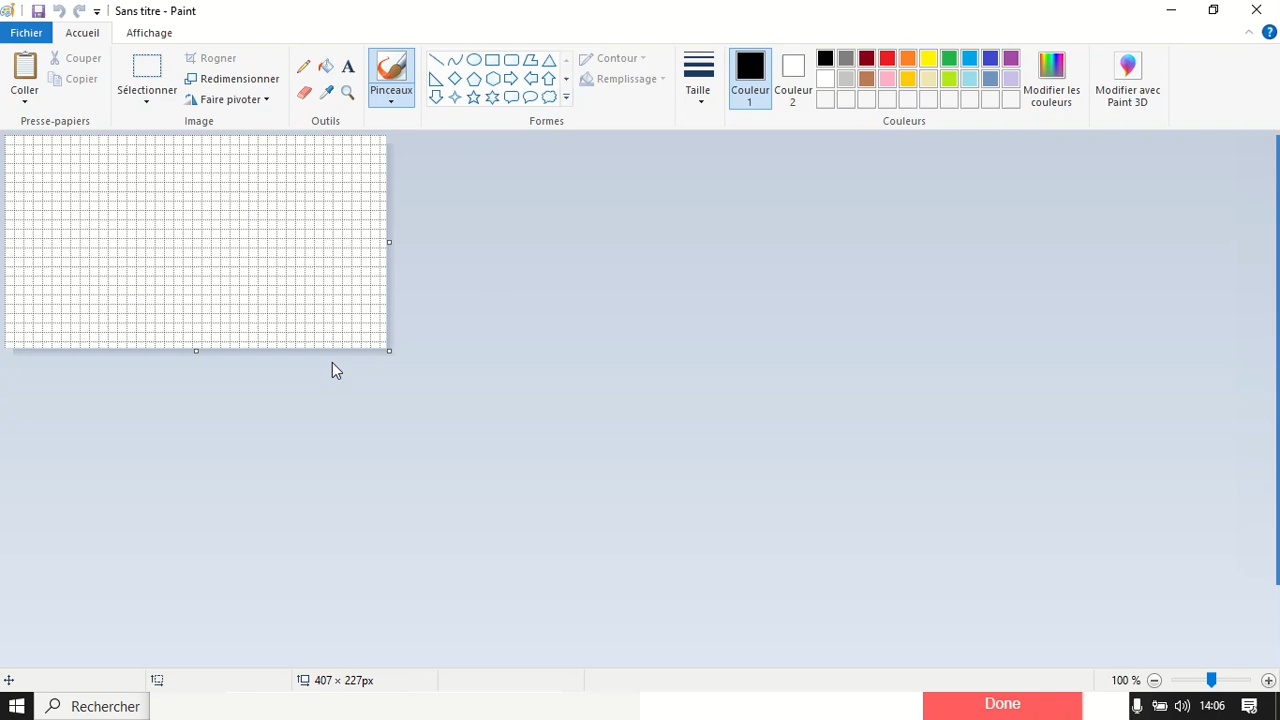 Sans titre - Paint
Fichier Accueil Affichage
Coller
Couper
Copier
Presse-papiers
Sélectionner
Rogner
Redimensionner
Faire pivoter
Image
A
Outils
Pinceaux
Contour
Remplissage
Formes
Taille
Couleur 1
Couleur 2
Modifier les couleurs
Couleurs
Modifier avec Paint 3D
407 × 227px
100 %
Rechercher
Done
14:06